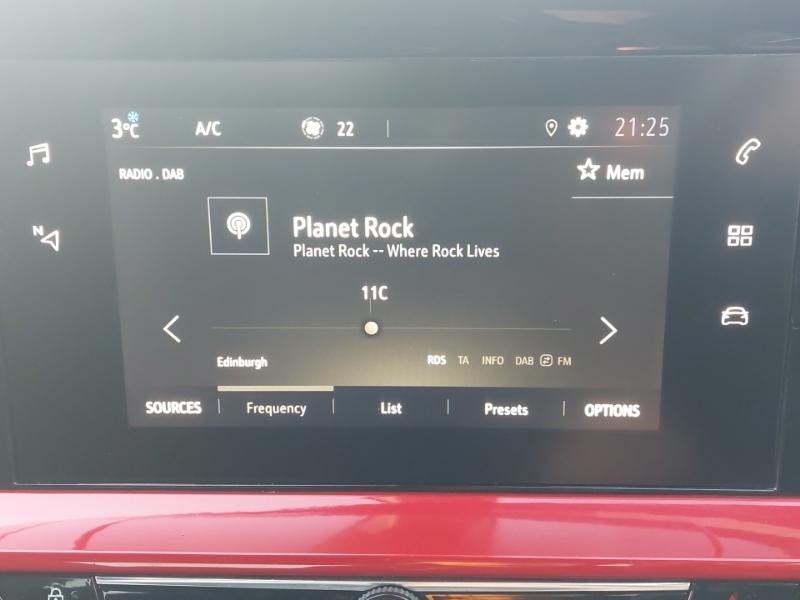 3°C A/C 22 21:25
RADIO . DAB
Mem
Planet Rock
Planet Rock -- Where Rock Lives
11C
N
Edinburgh RDS TA INFO DAB FM
SOURCES Frequency List Presets OPTIONS